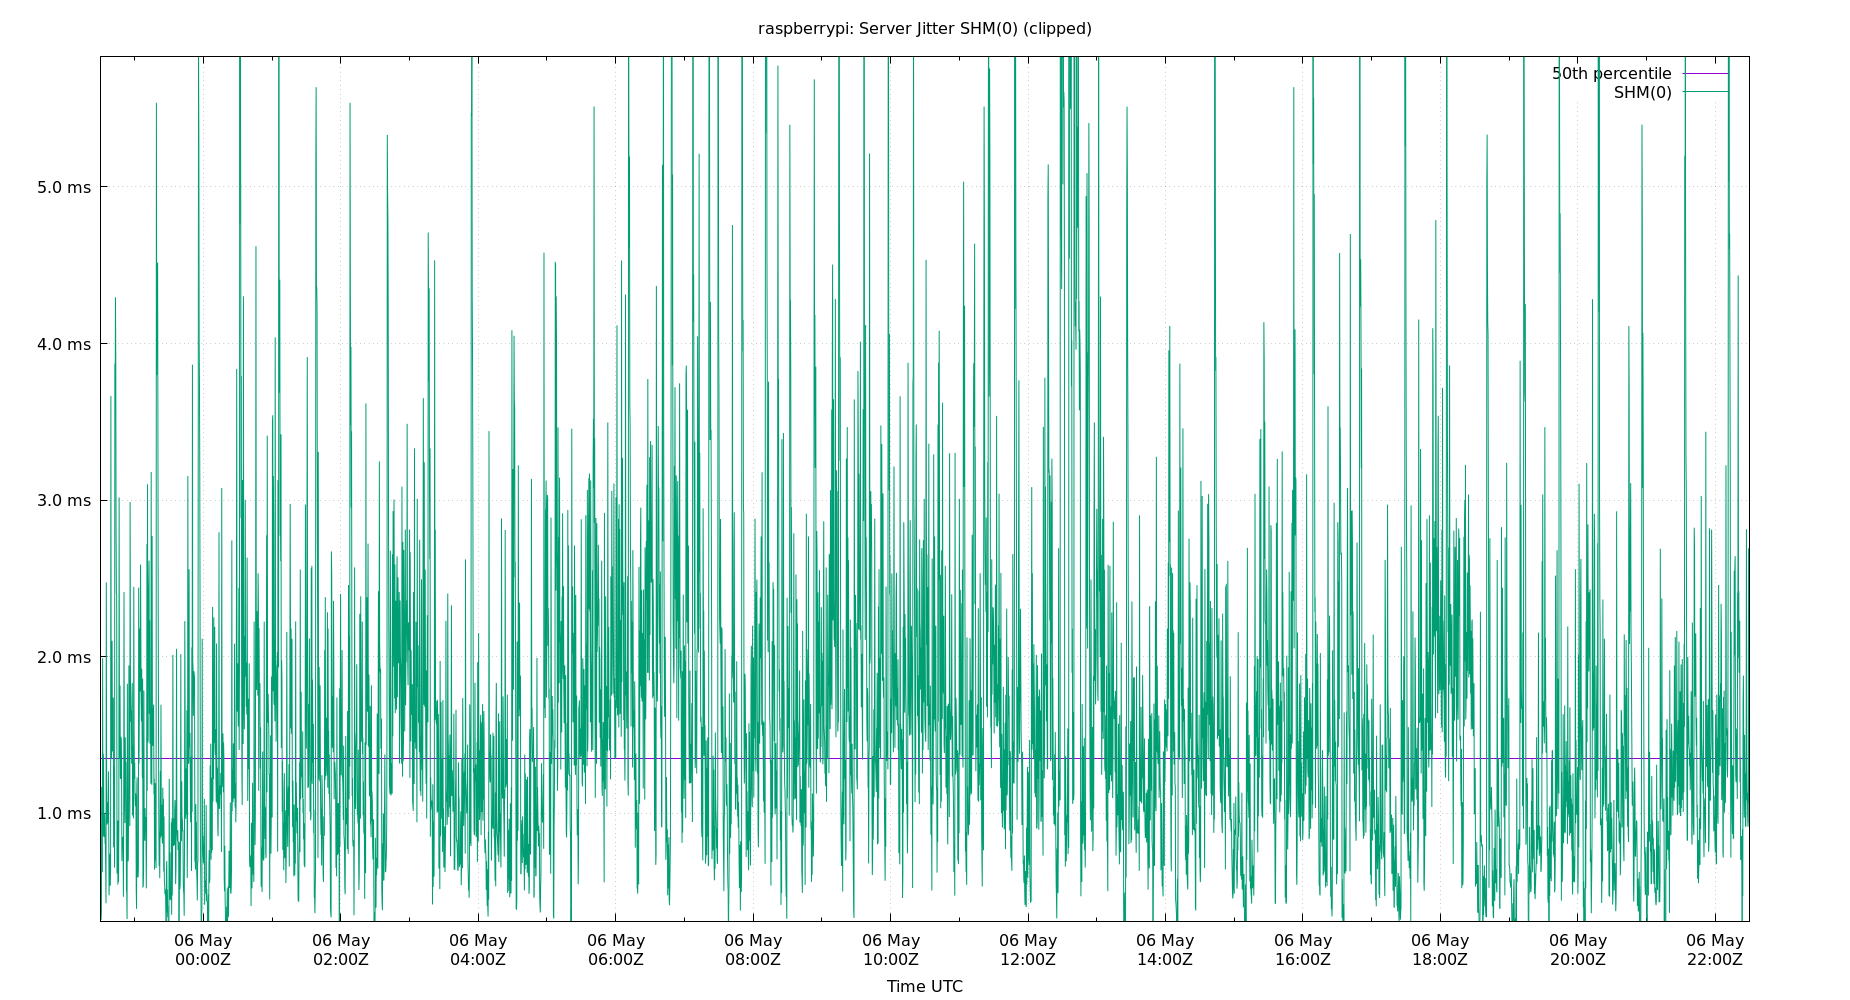 raspberrypi: Server Jitter SHM(0) (clipped)
50th percentile
SHM(0)
5.0 ms
4.0 ms
3.0 ms
2.0 ms
1.0 ms
06 May 06 May 06 May 06 May 06 May 06 May 06 May 06 May 06 May 06 May 06 May 06 May
00:00Z 02:00Z 04:00Z 06:00Z 08:00Z 10:00Z 12:00Z 14:00Z 16:00Z 18:00Z 20:00Z 22:00Z
Time UTC